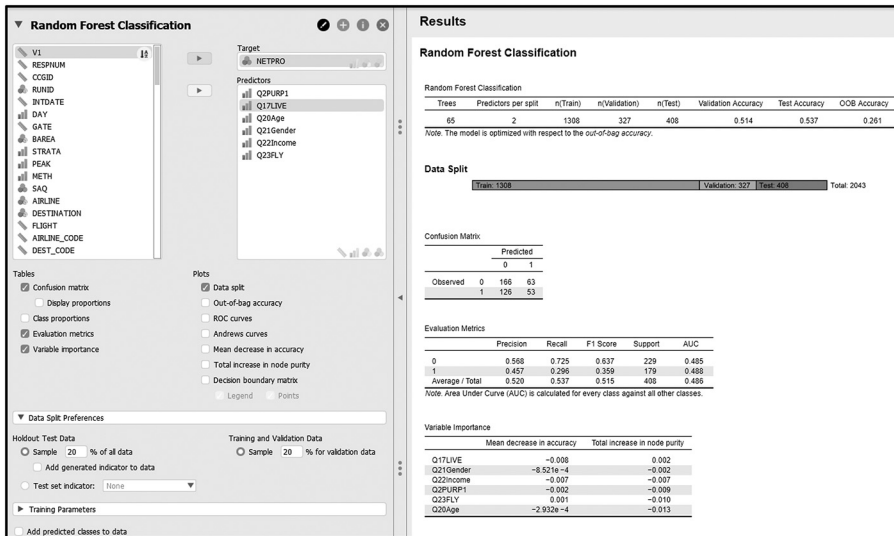 Random Forest Classification
V1
RESPNUM
CCGID
RUNID
INTDATE
DAY
GATE
BAREA
STRATA
PEAK
METH
SAQ
AIRLINE
DESTINATION
FLIGHT
AIRLINE_CODE
DEST_CODE
Target
NETPRO
Predictors
Q2PURP1
Q17LIVE
Q20Age
Q21Gender
Q22Income
Q23FLY
Tables
Confusion matrix
Display proportions
Class proportions
Evaluation metrics
Variable importance
Plots
Data split
Out-of-bag accuracy
ROC curves
Andrews curves
Mean decrease in accuracy
Total increase in node purity
Decision boundary matrix
Legend Points
Data Split Preferences
Holdout Test Data
Sample 20 % of all data
Add generated indicator to data
Test set indicator: None
Training and Validation Data
Sample 20 % for validation data
Training Parameters
Add predicted classes to data
Results
Random Forest Classification
Random Forest Classification
Trees Predictors per split n(Train) n(Validation) n(Test) Validation Accuracy Test Accuracy OOB Accuracy
65 2 1308 327 408 0.514 0.537 0.261
Note. The model is optimized with respect to the out-of-bag accuracy.
Data Split
Train: 1308 Validation: 327 Test: 408 Total: 2043
Confusion Matrix
Predicted
0 1
Observed 0 166 63
1 126 53
Evaluation Metrics
Precision Recall F1 Score Support AUC
0 0.568 0.725 0.637 229 0.485
1 0.457 0.296 0.359 179 0.488
Average / Total 0.520 0.537 0.515 408 0.486
Note. Area Under Curve (AUC) is calculated for every class against all other classes.
Variable Importance
Mean decrease in accuracy Total increase in node purity
Q17LIVE −0.008 0.002
Q21Gender −8.521e −4 −0.002
Q22Income −0.007 −0.007
Q2PURP1 −0.002 −0.009
Q23FLY 0.001 −0.010
Q20Age −2.932e −4 −0.013